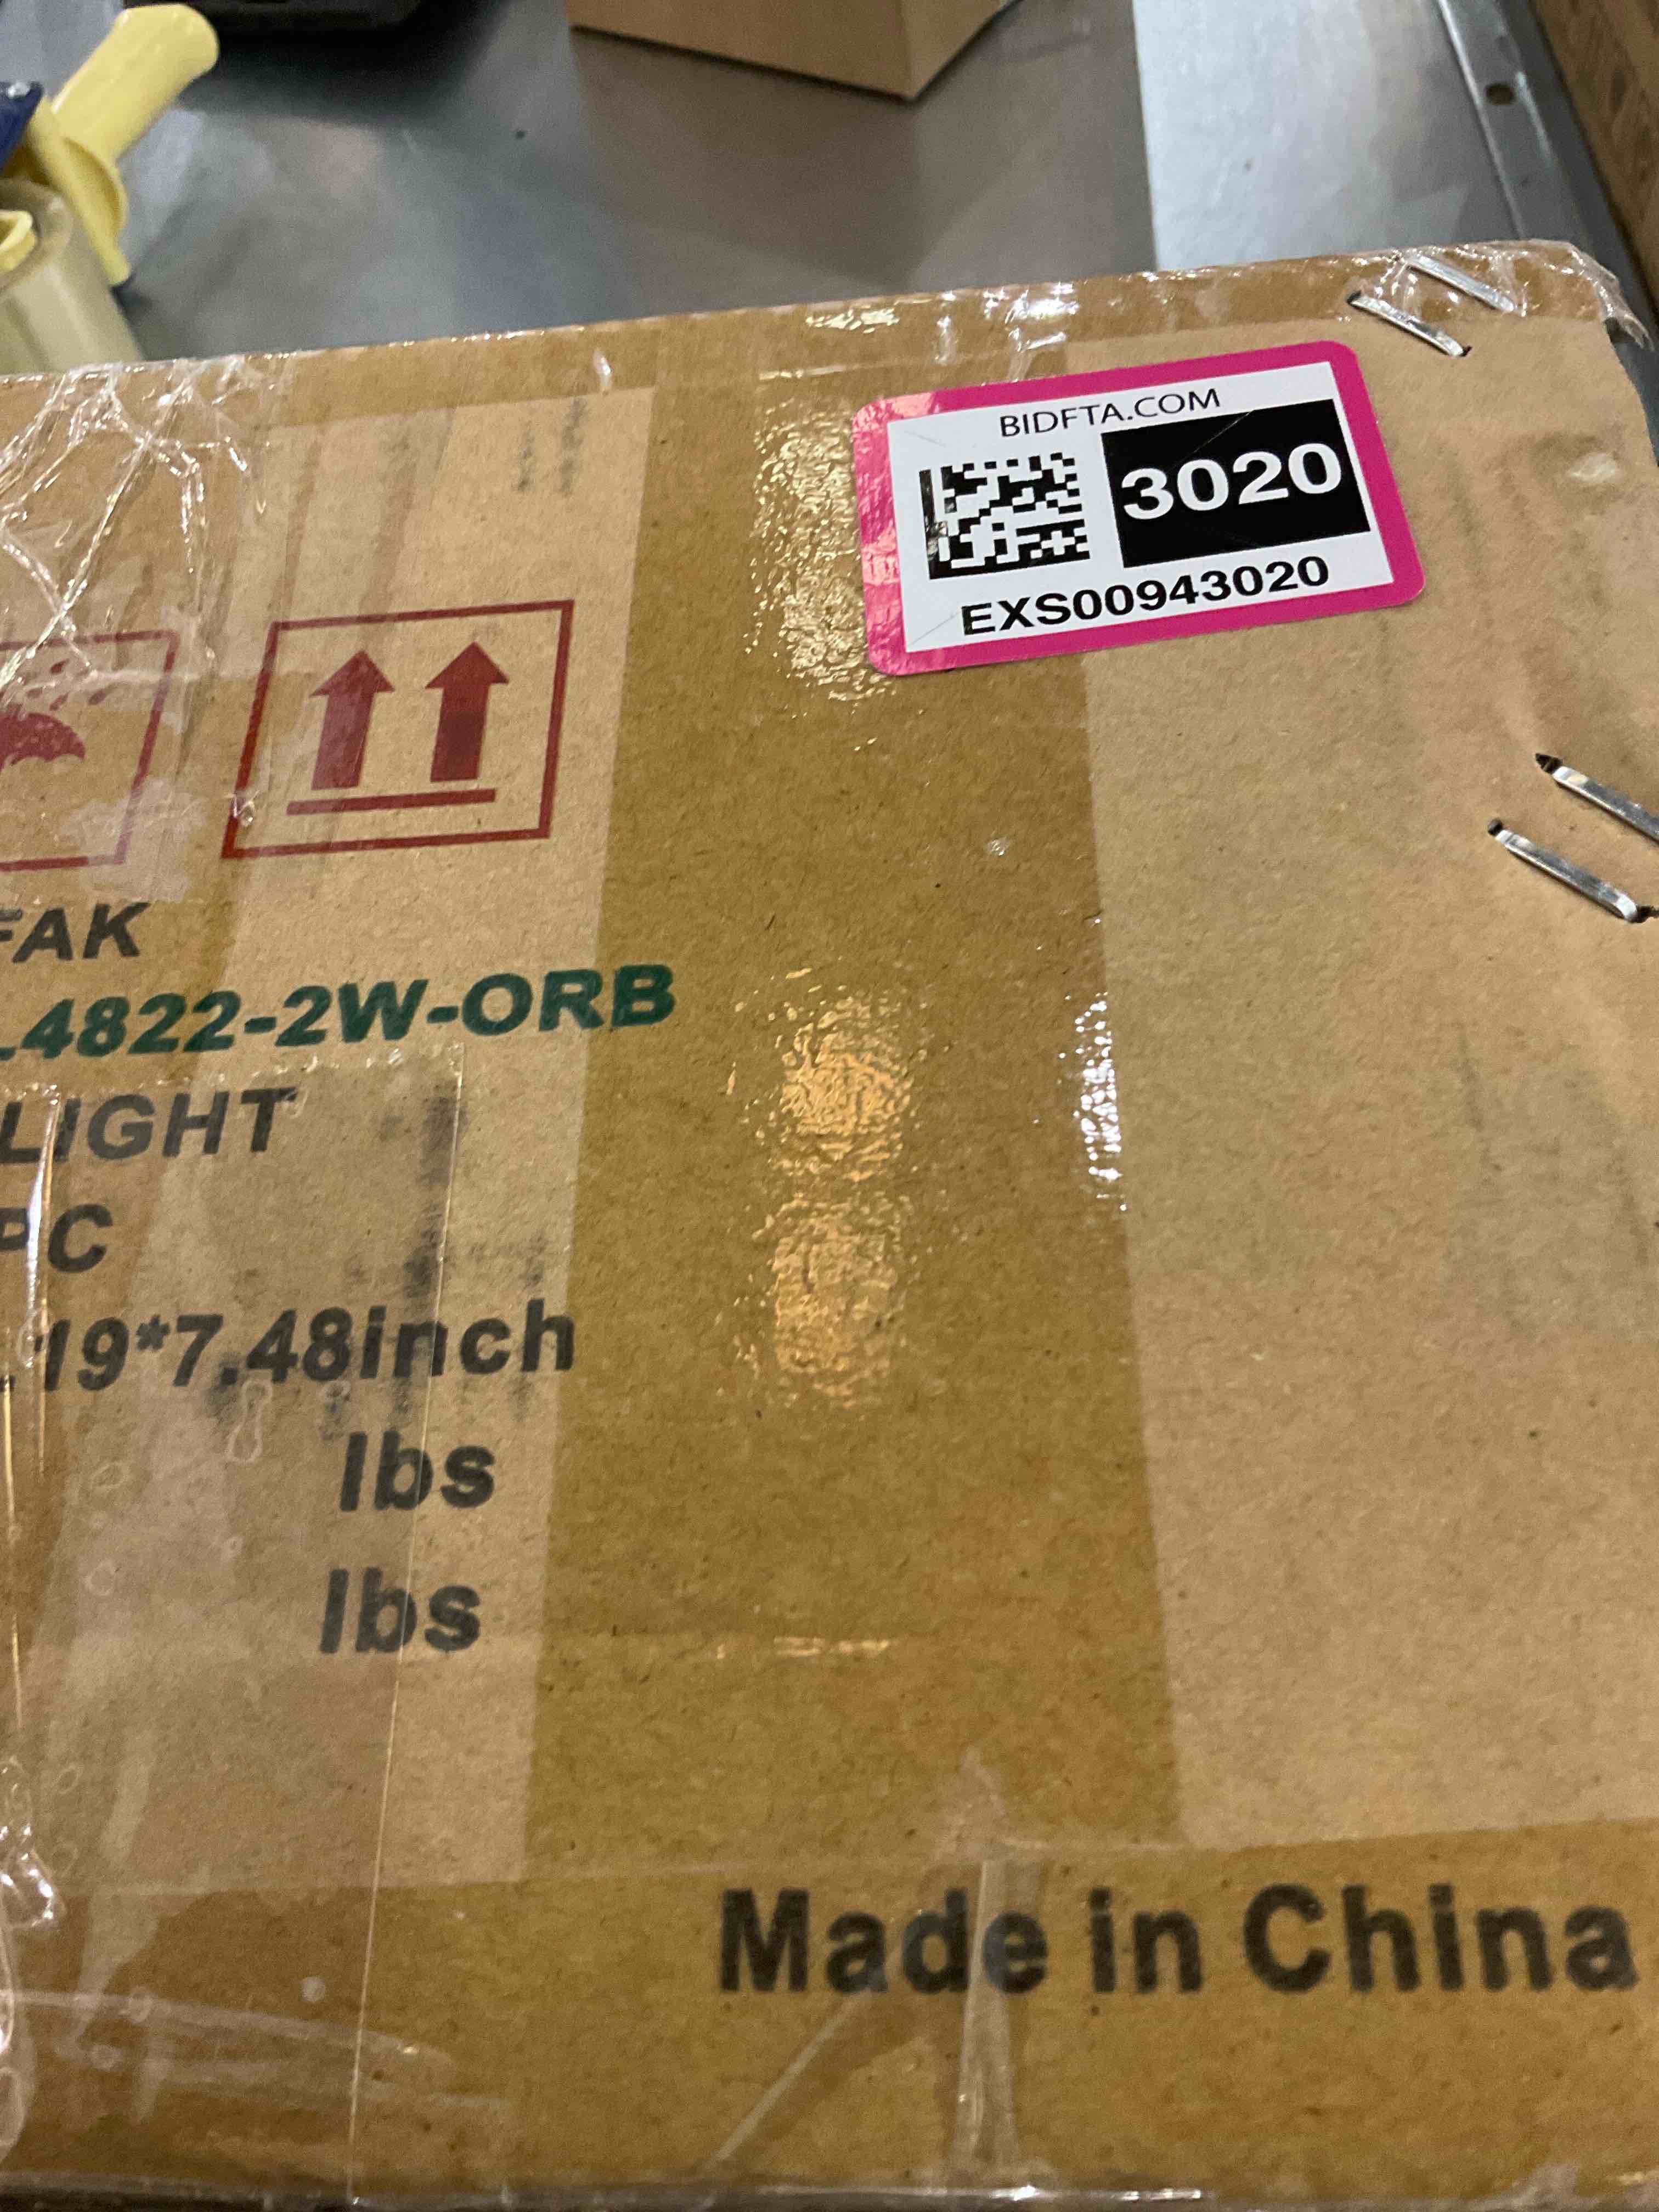 BIDFTA.COM
3020
EXS00943020
FAK
4822-2W-ORB
LIGHT
PC
.19*7.48inch
lbs
lbs
Made in China